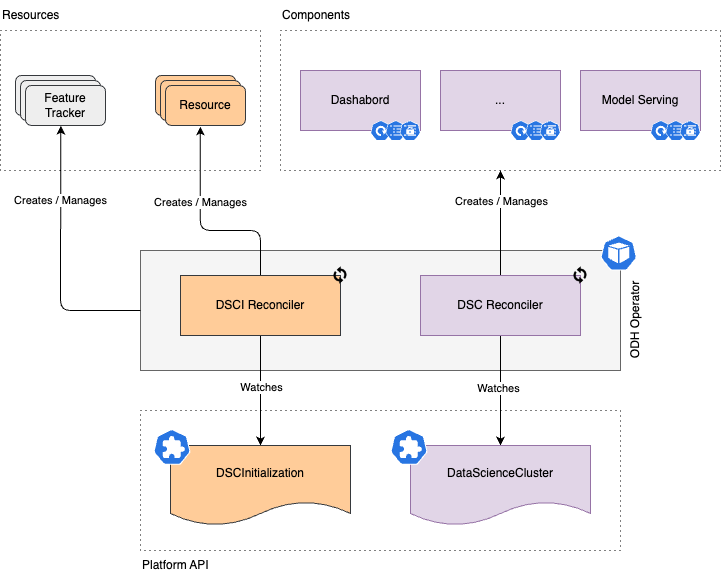 Resources
Components
Feature
Tracker
Resource
Dashabord
...
Model Serving
Creates / Manages
Creates / Manages
Creates / Manages
DSCI Reconciler
DSC Reconciler
ODH Operator
Watches
Watches
DSCInitialization
DataScienceCluster
Platform API